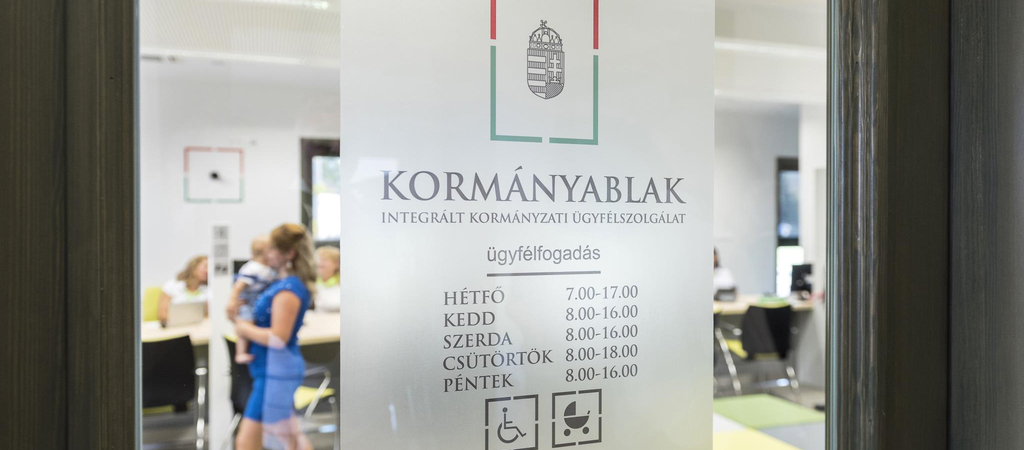 KORMÁNYABLAK
INTEGRÁLT KORMÁNYZATI ÜGYFÉLSZOLGÁLAT
ügyfélfogadás
HÉTFŐ 7.00-17.00
KEDD 8.00-16.00
SZERDA 8.00-16.00
CSÜTÖRTÖK 8.00-18.00
PÉNTEK 8.00-16.00